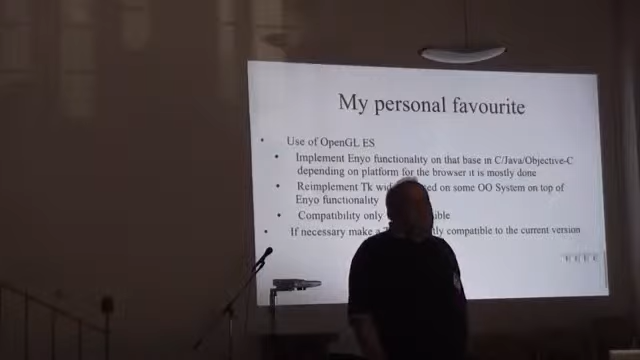 My personal favourite
• Use of OpenGL ES
• Implement Enyo functionality on that base in C/Java/Objective-C
depending on platform for the browser it is mostly done
• Reimplement Tk on some OO System on top of
Enyo functionality
• Compatibility only
• If necessary make a compatible to the current version